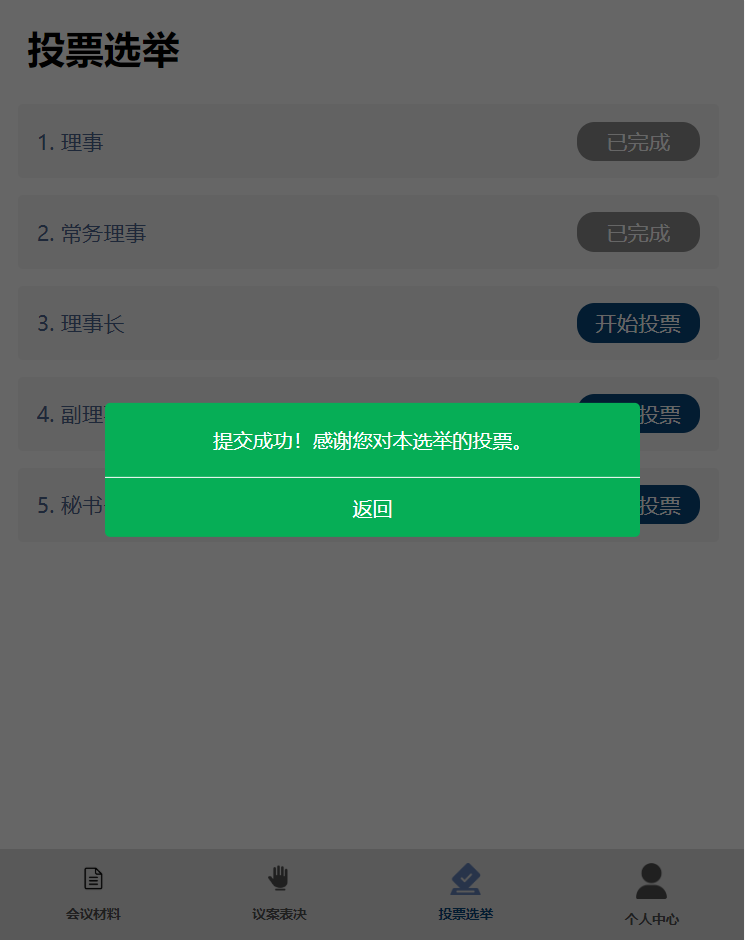 投票选举
1. 理事
已完成
2. 常务理事
已完成
3. 理事长
开始投票
4. 副理
投票
提交成功！感谢您对本选举的投票。
返回
5. 秘书
投票
会议材料
议案表决
投票选举
个人中心